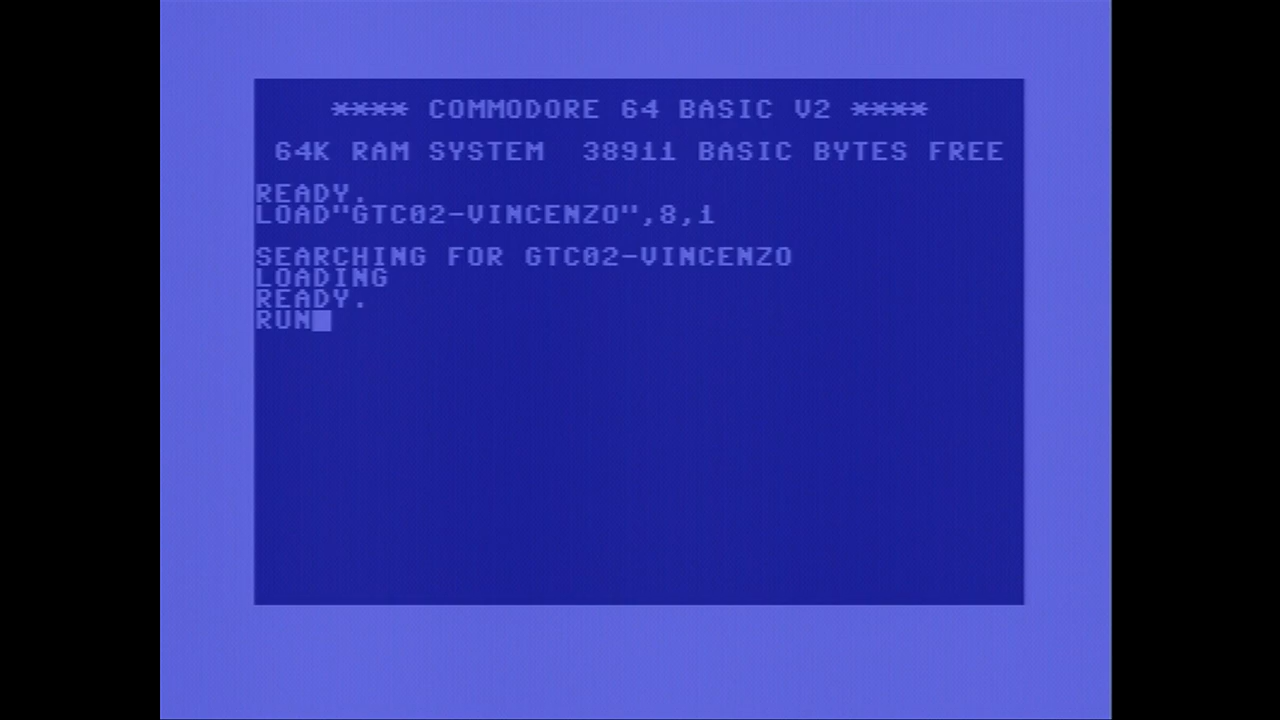 **** COMMODORE 64 BASIC V2 ****
64K RAM SYSTEM  38911 BASIC BYTES FREE
READY.
LOAD"GTC02-VINCENZO",8,1
SEARCHING FOR GTC02-VINCENZO
LOADING
READY.
RUN